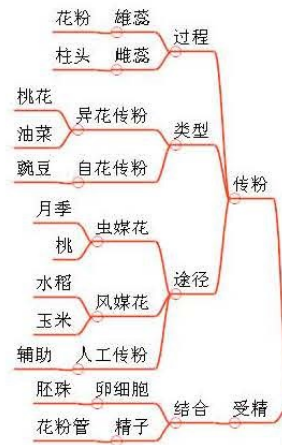 花粉 雄蕊 过程
柱头 雌蕊
桃花 异花传粉 类型
油菜
豌豆 自花传粉
传粉
月季 虫媒花
桃
水稻 风媒花 途径
玉米
辅助 人工传粉
胚珠 卵细胞 结合 受精
花粉管 精子